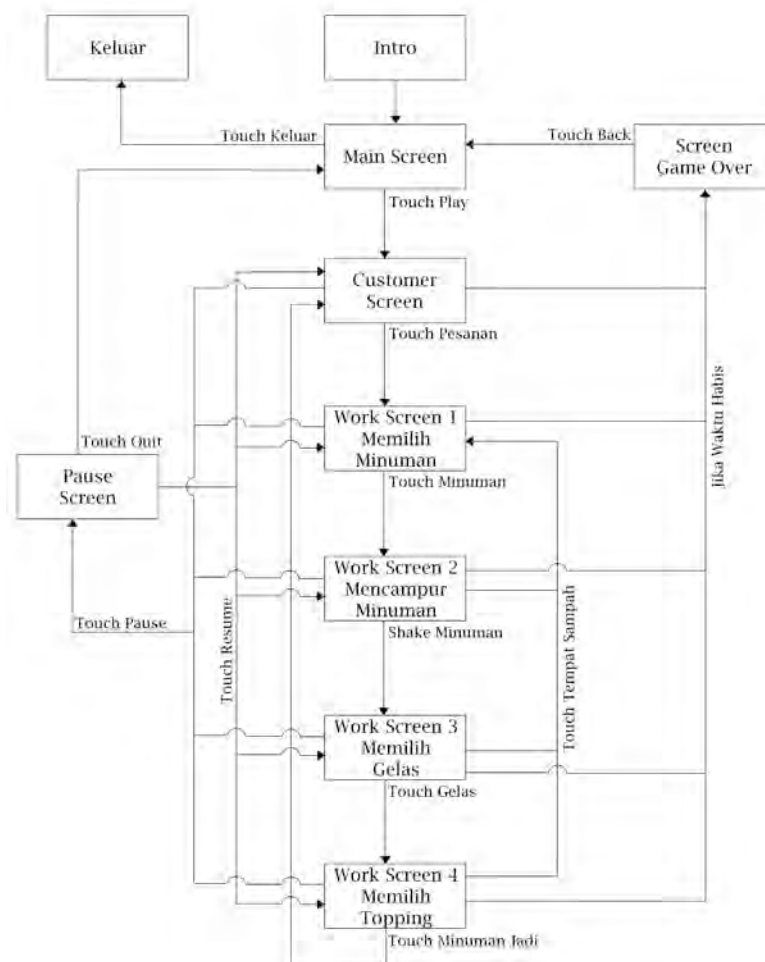 Keluar
Intro
Touch Keluar
Touch Back
Main Screen
Screen
Game Over
Touch Play
Customer
Screen
Touch Pesanan
Work Screen 1
Memilih
Minuman
Touch Quit
Pause
Screen
Touch Minuman
Jika Waktu Habis
Work Screen 2
Mencampur
Minuman
Touch Pause
Touch Resume
Shake Minuman
Touch Tempat Sampah
Work Screen 3
Memilih
Gelas
Touch Gelas
Work Screen 4
Memilih
Topping
Touch Minuman Jadi